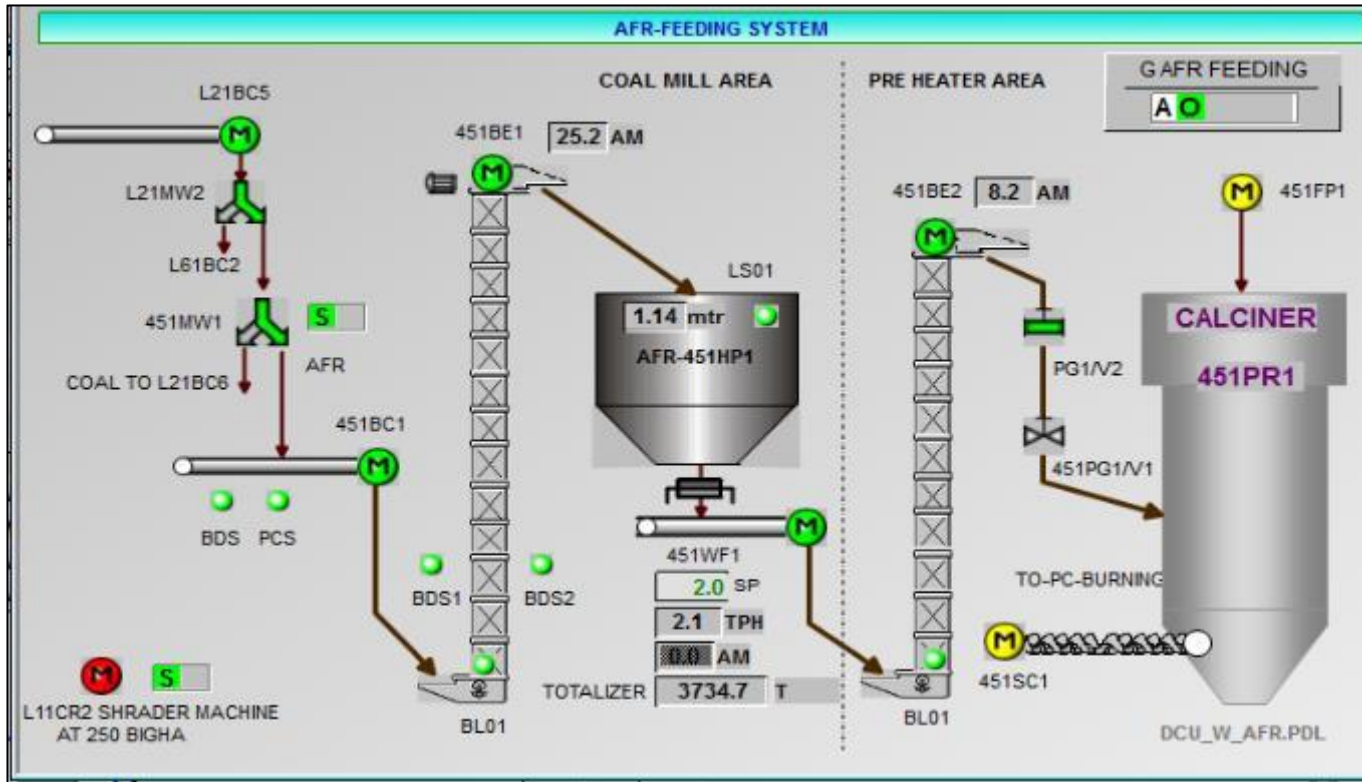 AFR-FEEDING SYSTEM
COAL MILL AREA
PRE HEATER AREA
G AFR FEEDING
A O
L21BC5
M
L21MW2
L61BC2
451MW1
S
AFR
COAL TO L21BC6
451BC1
M
BDS PCS
451BE1
25.2 AM
M
BDS1
BDS2
BL01
LS01
1.14 mtr
AFR-451HP1
M
451WF1
2.0 SP
2.1 TPH
0.0 AM
TOTALIZER 3734.7 T
451BE2
8.2 AM
M
PG1/V2
451PG1/V1
BL01
M
451FP1
CALCINER
451PR1
TO-PC-BURNING
M
451SC1
DCU_W_AFR.PDL
M
S
L11CR2 SHRADER MACHINE
AT 250 BIGHA